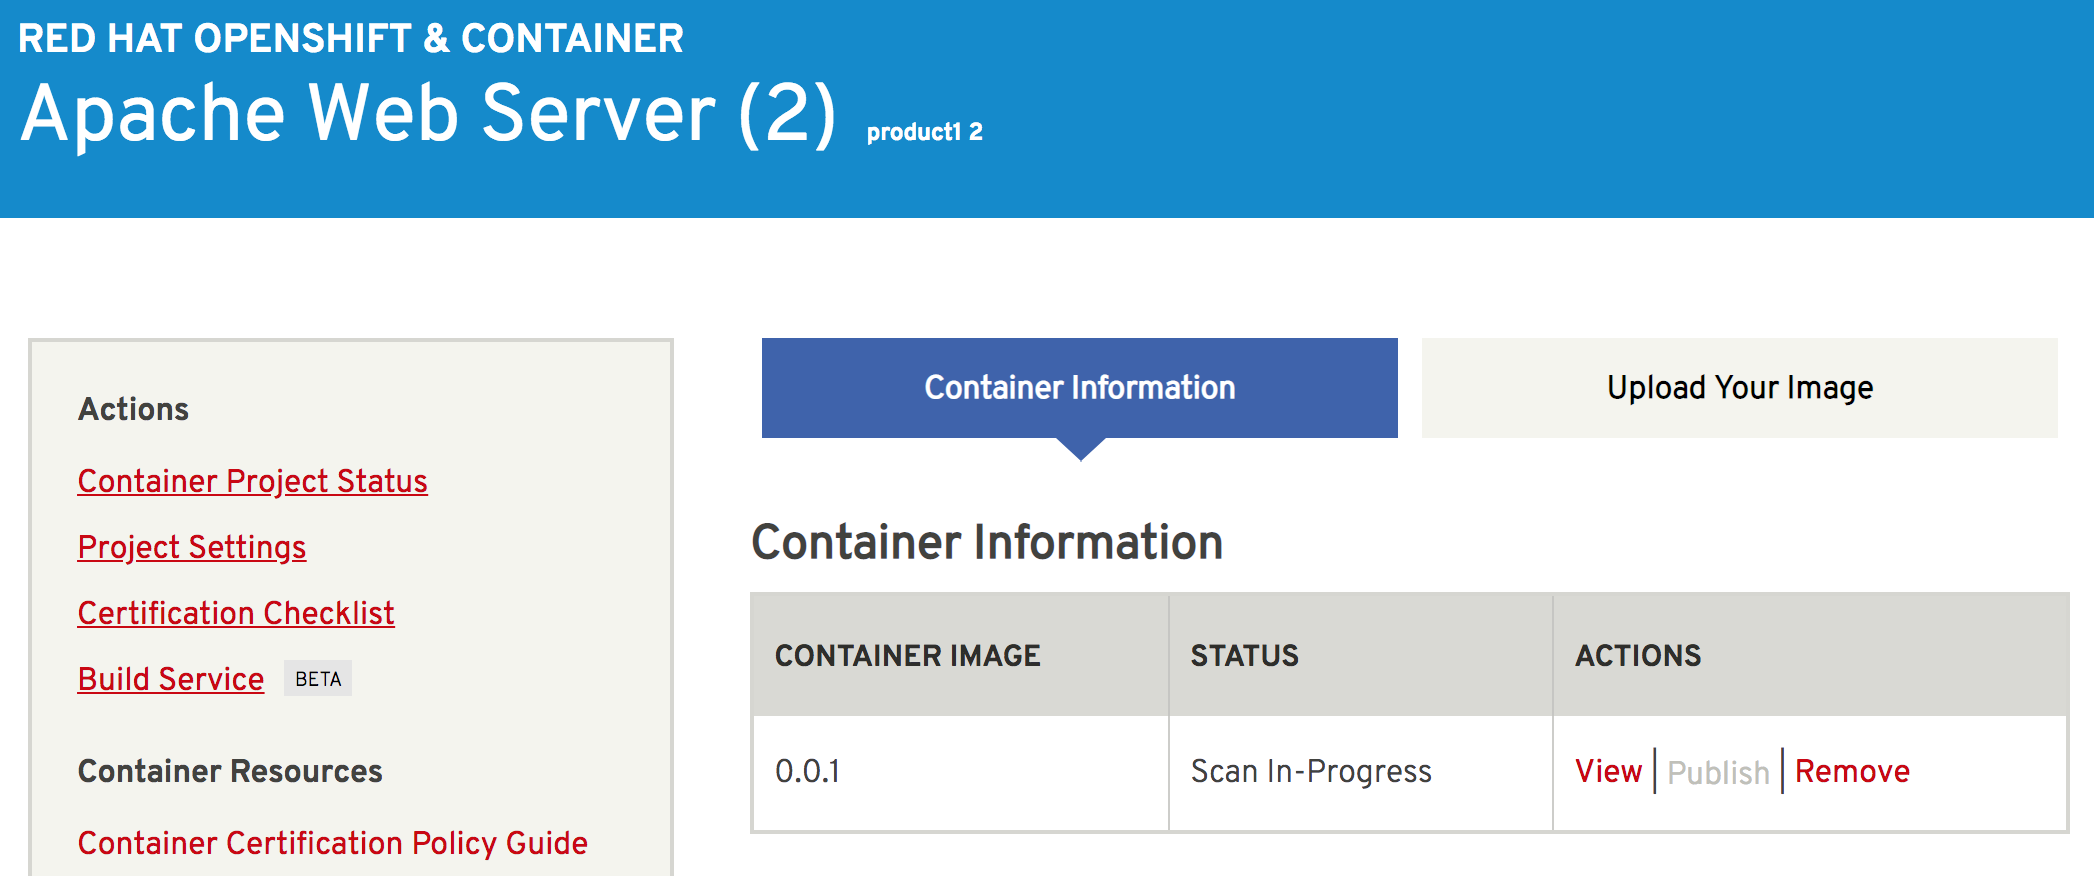 RED HAT OPENSHIFT & CONTAINER
Apache Web Server (2) product1 2
Actions
Container Project Status
Project Settings
Certification Checklist
Build Service BETA
Container Resources
Container Certification Policy Guide
Container Information
Upload Your Image
Container Information
CONTAINER IMAGE STATUS ACTIONS
0.0.1 Scan In-Progress View | Publish | Remove